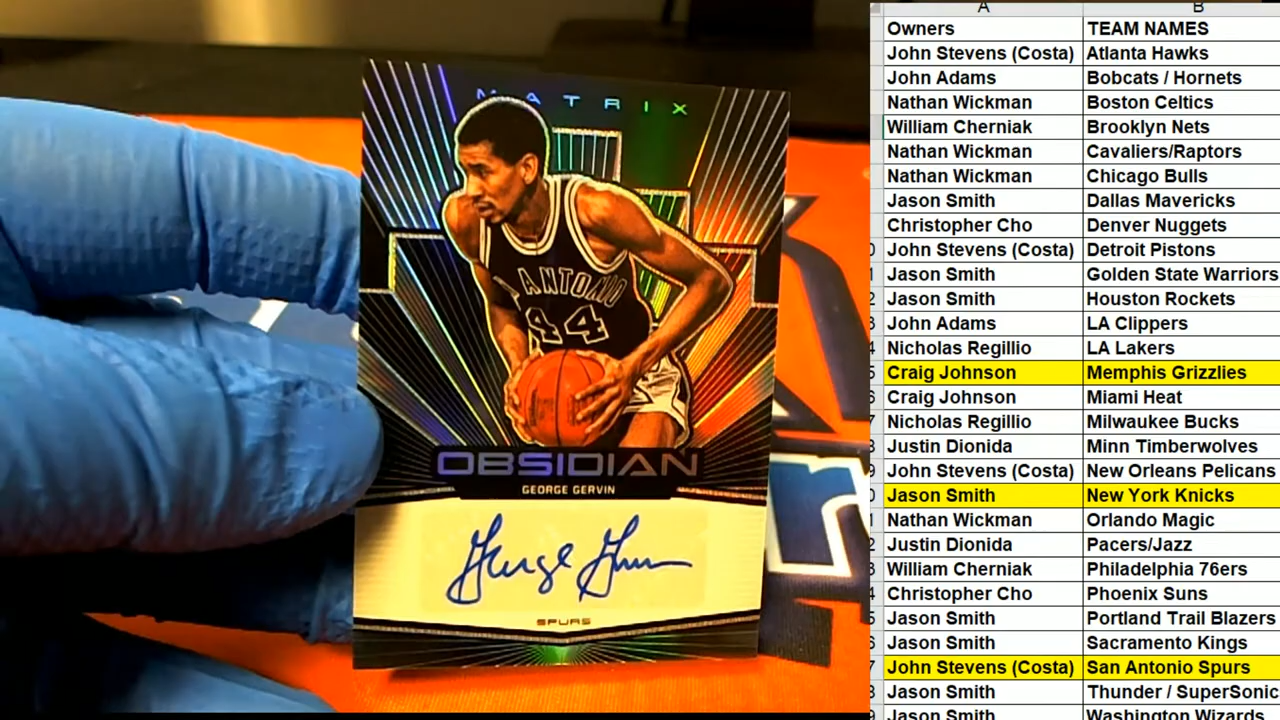 MATRIX
ANTONIO
44
OBSIDIAN
GEORGE GERVIN
George Gervin
SPURS
A B
Owners TEAM NAMES
John Stevens (Costa) Atlanta Hawks
John Adams Bobcats / Hornets
Nathan Wickman Boston Celtics
William Cherniak Brooklyn Nets
Nathan Wickman Cavaliers/Raptors
Nathan Wickman Chicago Bulls
Jason Smith Dallas Mavericks
Christopher Cho Denver Nuggets
John Stevens (Costa) Detroit Pistons
Jason Smith Golden State Warriors
Jason Smith Houston Rockets
John Adams LA Clippers
Nicholas Regillio LA Lakers
Craig Johnson Memphis Grizzlies
Craig Johnson Miami Heat
Nicholas Regillio Milwaukee Bucks
Justin Dionida Minn Timberwolves
John Stevens (Costa) New Orleans Pelicans
Jason Smith New York Knicks
Nathan Wickman Orlando Magic
Justin Dionida Pacers/Jazz
William Cherniak Philadelphia 76ers
Christopher Cho Phoenix Suns
Jason Smith Portland Trail Blazers
Jason Smith Sacramento Kings
John Stevens (Costa) San Antonio Spurs
Jason Smith Thunder / SuperSonic
Jason Smith Washington Wizards